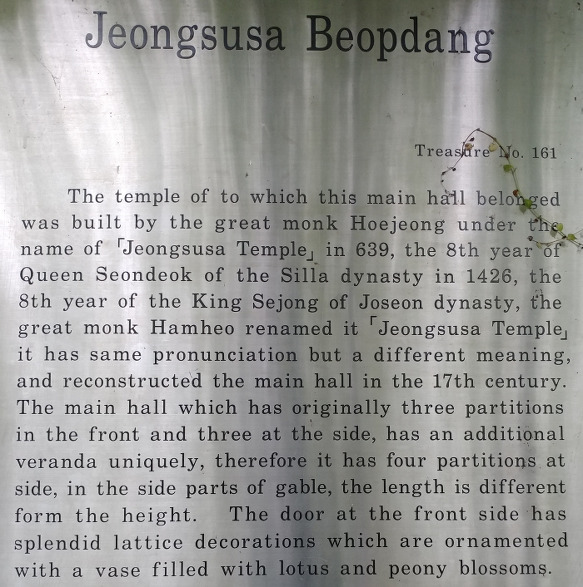 Jeongsusa Beopdang
Treasure No. 161
The temple of to which this main hall belonged
was built by the great monk Hoejeong under the
name of「Jeongsusa Temple」in 639, the 8th year of
Queen Seondeok of the Silla dynasty in 1426, the
8th year of the King Sejong of Joseon dynasty, the
great monk Hamheo renamed it「Jeongsusa Temple」
it has same pronunciation but a different meaning,
and reconstructed the main hall in the 17th century.
The main hall which has originally three partitions
in the front and three at the side, has an additional
veranda uniquely, therefore it has four partitions at
side, in the side parts of gable, the length is different
form the height. The door at the front side has
splendid lattice decorations which are ornamented
with a vase filled with lotus and peony blossoms.